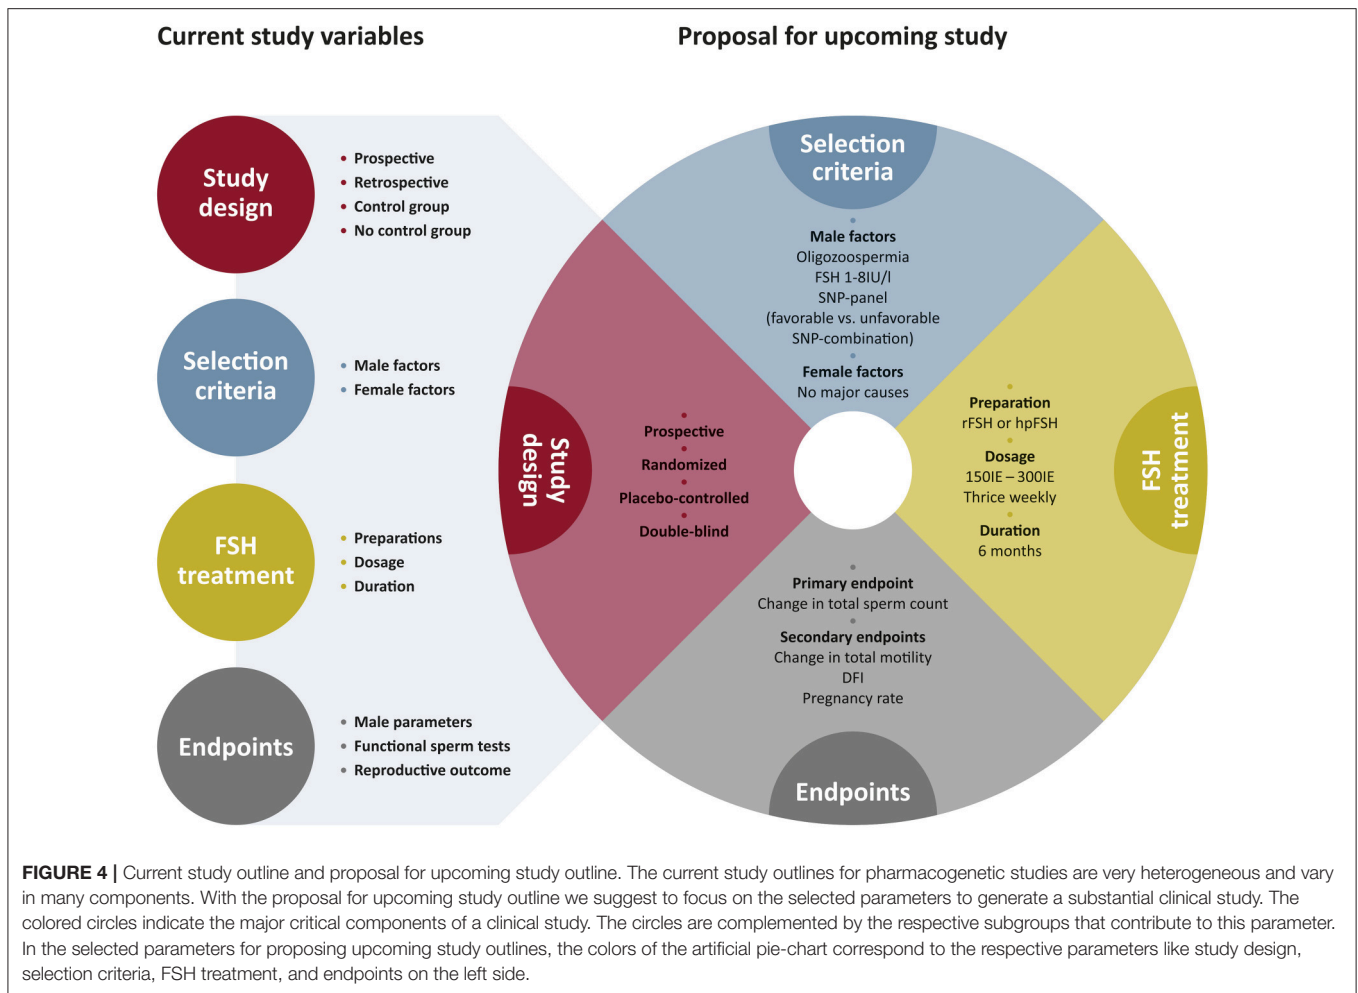 Current study variables
Study
design
• Prospective
• Retrospective
• Control group
• No control group
Selection
criteria
• Male factors
• Female factors
FSH
treatment
• Preparations
• Dosage
• Duration
Endpoints
• Male parameters
• Functional sperm tests
• Reproductive outcome
Proposal for upcoming study
Selection
criteria
•
Male factors
Oligozoospermia
FSH 1-8IU/l
SNP-panel
(favorable vs. unfavorable
SNP-combination)
•
Female factors
No major causes
Study
design
•
Prospective
•
Randomized
•
Placebo-controlled
•
Double-blind
•
Preparation
rFSH or hpFSH
•
Dosage
150IE – 300IE
Thrice weekly
•
Duration
6 months
FSH
treatment
•
Primary endpoint
Change in total sperm count
•
Secondary endpoints
Change in total motility
DFI
Pregnancy rate
Endpoints
FIGURE 4 | Current study outline and proposal for upcoming study outline. The current study outlines for pharmacogenetic studies are very heterogeneous and vary
in many components. With the proposal for upcoming study outline we suggest to focus on the selected parameters to generate a substantial clinical study. The
colored circles indicate the major critical components of a clinical study. The circles are complemented by the respective subgroups that contribute to this parameter.
In the selected parameters for proposing upcoming study outlines, the colors of the artificial pie-chart correspond to the respective parameters like study design,
selection criteria, FSH treatment, and endpoints on the left side.